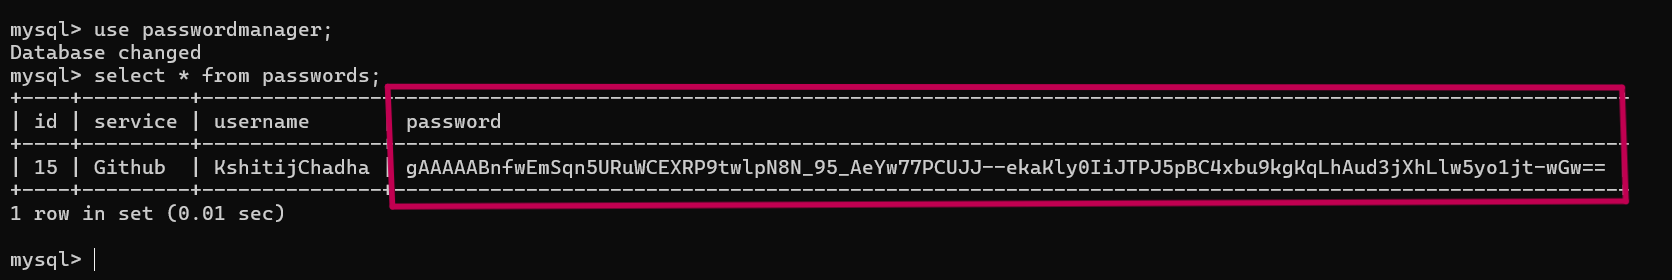 mysql> use passwordmanager;
Database changed
mysql> select * from passwords;
+----+---------+---------------+------------------------------------------------------------------------------------------------------
| id | service | username      | password
+----+---------+---------------+------------------------------------------------------------------------------------------------------
| 15 | Github  | KshitijChadha | gAAAAABnfwEmSqn5URuWCEXRP9twlpN8N_95_AeYw77PCUJJ--ekaKly0IiJTPJ5pBC4xbu9kgKqLhAud3jXhLlw5yo1jt-wGw==
+----+---------+---------------+------------------------------------------------------------------------------------------------------
1 row in set (0.01 sec)
mysql>